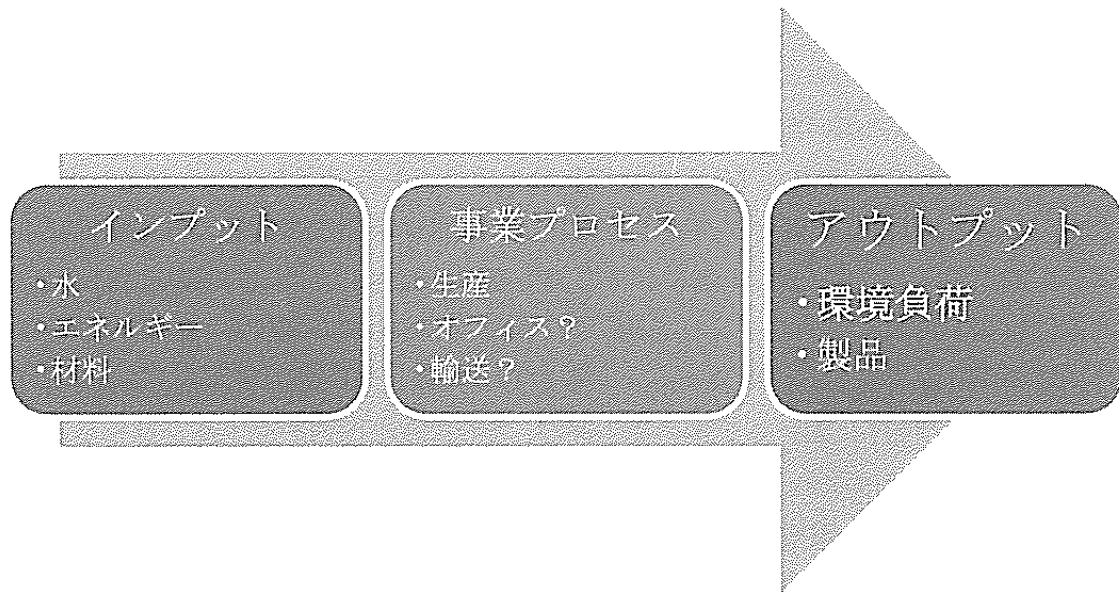 インプット
・水
・エネルギー
・材料
事業プロセス
・生産
・オフィス？
・輸送？
アウトプット
・環境負荷
・製品